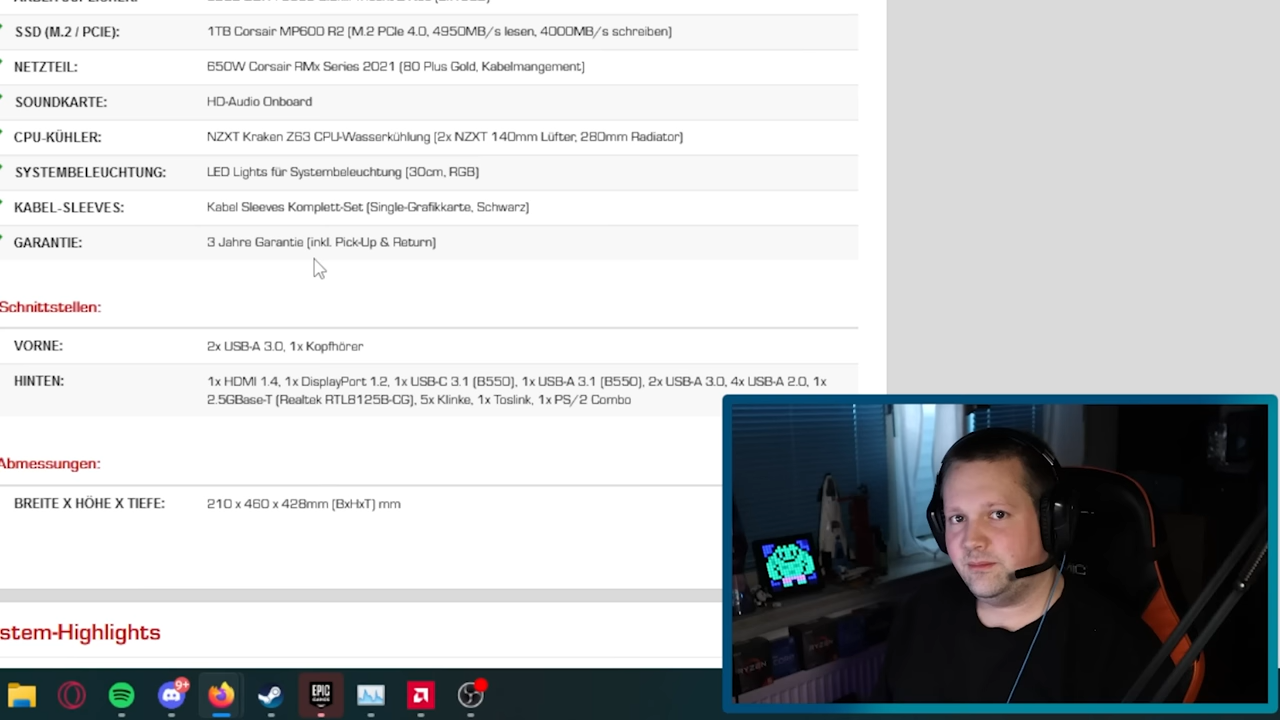 SSD (M.2 / PCIE): 1TB Corsair MP600 R2 (M.2 PCIe 4.0, 4950MB/s lesen, 4000MB/s schreiben)
NETZTEIL: 650W Corsair RMx Series 2021 (80 Plus Gold, Kabelmangement)
SOUNDKARTE: HD-Audio Onboard
CPU-KÜHLER: NZXT Kraken Z63 CPU-Wasserkühlung (2x NZXT 140mm Lüfter, 280mm Radiator)
SYSTEMBELEUCHTUNG: LED Lights für Systembeleuchtung (30cm, RGB)
KABEL-SLEEVES: Kabel Sleeves Komplett-Set (Single-Grafikkarte, Schwarz)
GARANTIE: 3 Jahre Garantie (inkl. Pick-Up & Return)
Schnittstellen:
VORNE: 2x USB-A 3.0, 1x Kopfhörer
HINTEN: 1x HDMI 1.4, 1x DisplayPort 1.2, 1x USB-C 3.1 (B550), 1x USB-A 3.1 (B550), 2x USB-A 3.0, 4x USB-A 2.0, 1x
2.5GBase-T (Realtek RTL8125B-CG), 5x Klinke, 1x Toslink, 1x PS/2 Combo
Abmessungen:
BREITE X HÖHE X TIEFE: 210 x 460 x 428mm (BxHxT) mm
stem-Highlights
9+
EPIC
GAMES
RYZEN
RYZEN